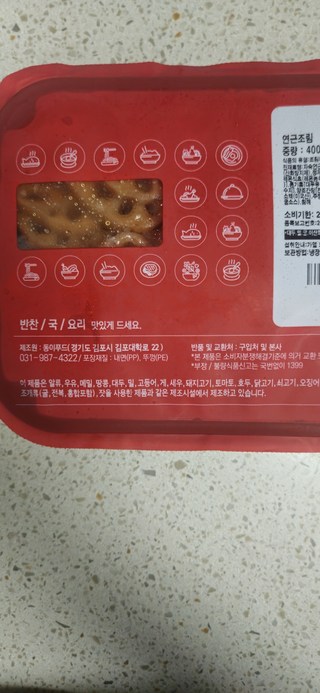 연근조림
중량 : 400
소비기한 : 2
반찬 / 국 / 요리 맛있게 드세요.
제조원 : 동이푸드( 경기도 김포시 김포대학로 22 )
031-987-4322 / 포장재질 : 내면(PP), 뚜껑(PE)
반품 및 교환처 : 구입처 및 본사
*본 제품은 소비자분쟁해결기준에 의거 교환
*부정 / 불량식품신고는 국번없이 1399
이 제품은 알류, 우유, 메밀, 땅콩, 대두, 밀, 고등어, 게, 새우, 돼지고기, 토마토, 호두, 닭고기, 쇠고기, 오징어
조개류(굴, 전복, 홍합포함), 잣을 사용한 제품과 같은 제조시설에서 제조하고 있습니다.